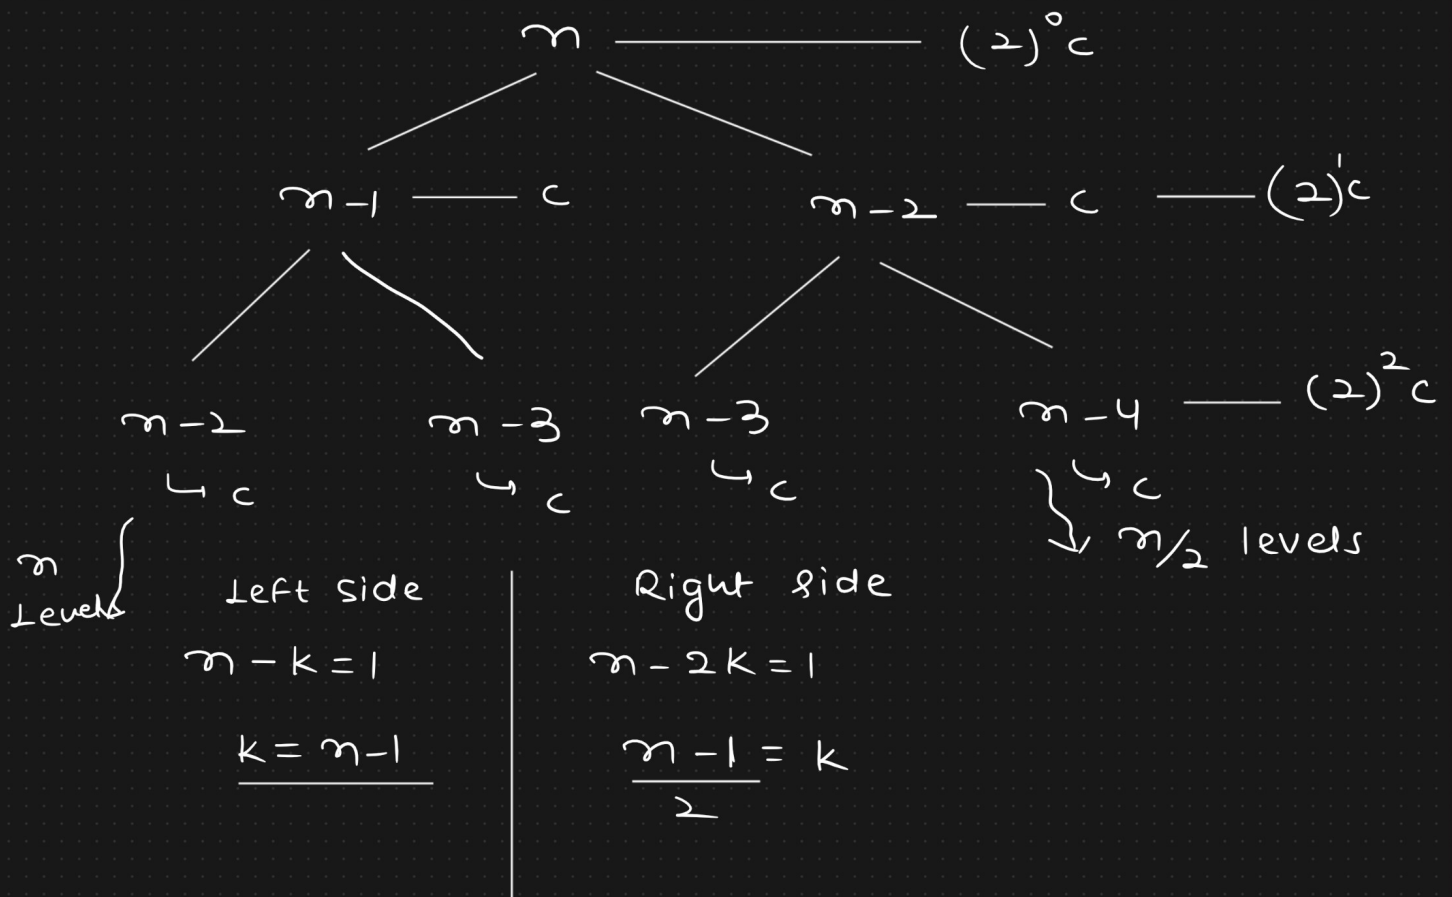 n (2)⁰c
n-1 c n-2 c (2)¹c
n-2 n-3 n-3 n-4 (2)²c
↳ c ↳ c ↳ c ↳ c
n/2 levels
n
Levels
Left side
Right side
n - k = 1
n - 2k = 1
k = n-1
n-1 = k
2